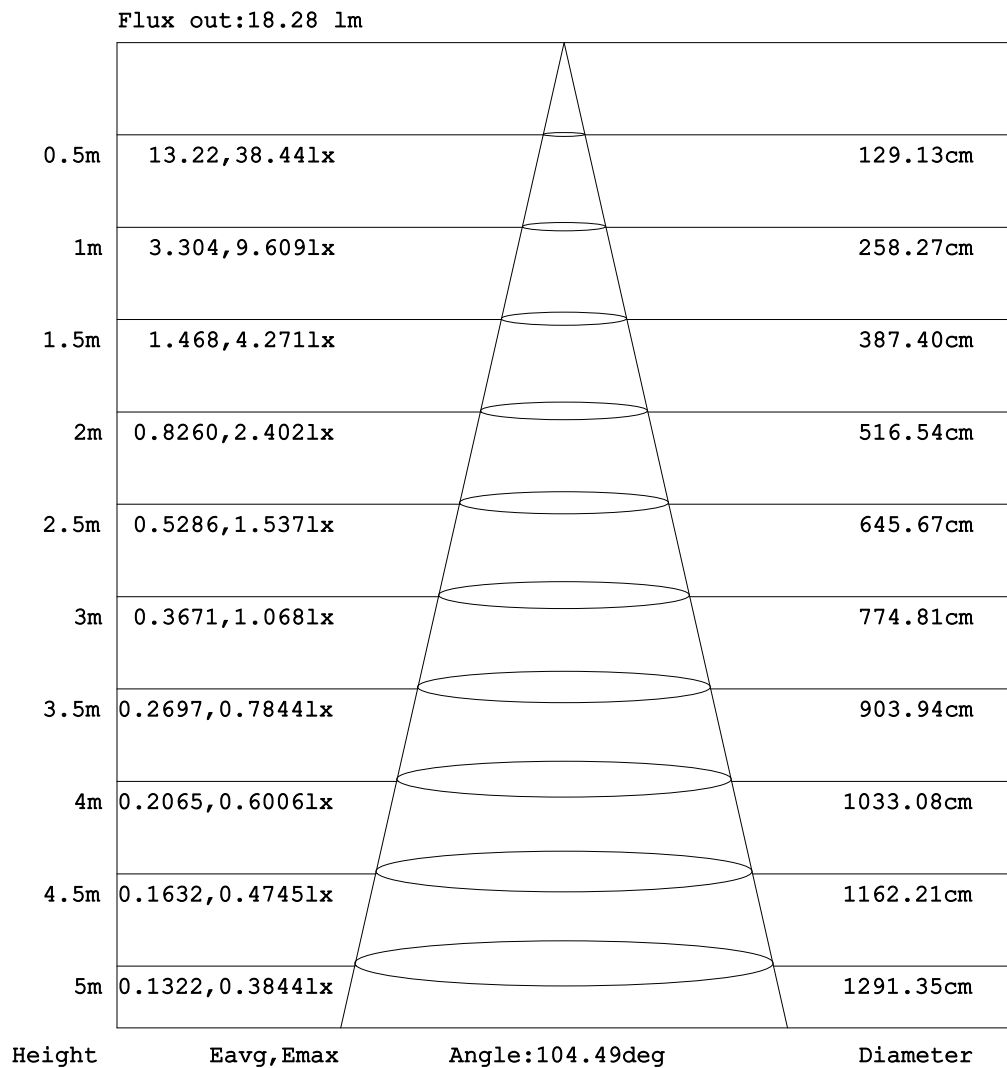 Flux out:18.28 lm
0.5m 13.22,38.44lx 129.13cm
1m 3.304,9.609lx 258.27cm
1.5m 1.468,4.271lx 387.40cm
2m 0.8260,2.402lx 516.54cm
2.5m 0.5286,1.537lx 645.67cm
3m 0.3671,1.068lx 774.81cm
3.5m 0.2697,0.7844lx 903.94cm
4m 0.2065,0.6006lx 1033.08cm
4.5m 0.1632,0.4745lx 1162.21cm
5m 0.1322,0.3844lx 1291.35cm
Height Eavg,Emax Angle:104.49deg Diameter